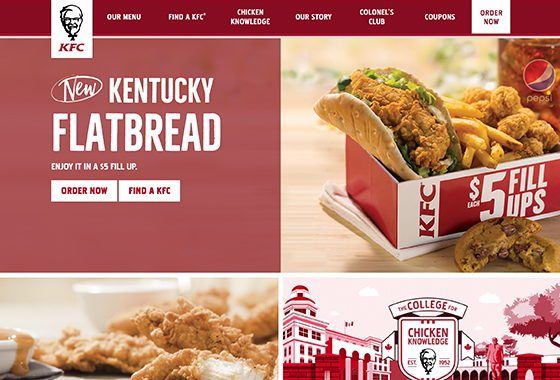 OUR MENU
FIND A KFC®
CHICKEN
KNOWLEDGE
OUR STORY
COLONEL'S
CLUB
COUPONS
ORDER
NOW
KFC
New KENTUCKY
FLATBREAD
ENJOY IT IN A $5 FILL UP.
ORDER NOW
FIND A KFC
pepsi
KFC
$5 FILL
EACH
UPS
THE COLLEGE FOR
CHICKEN
KNOWLEDGE
EST. 1952